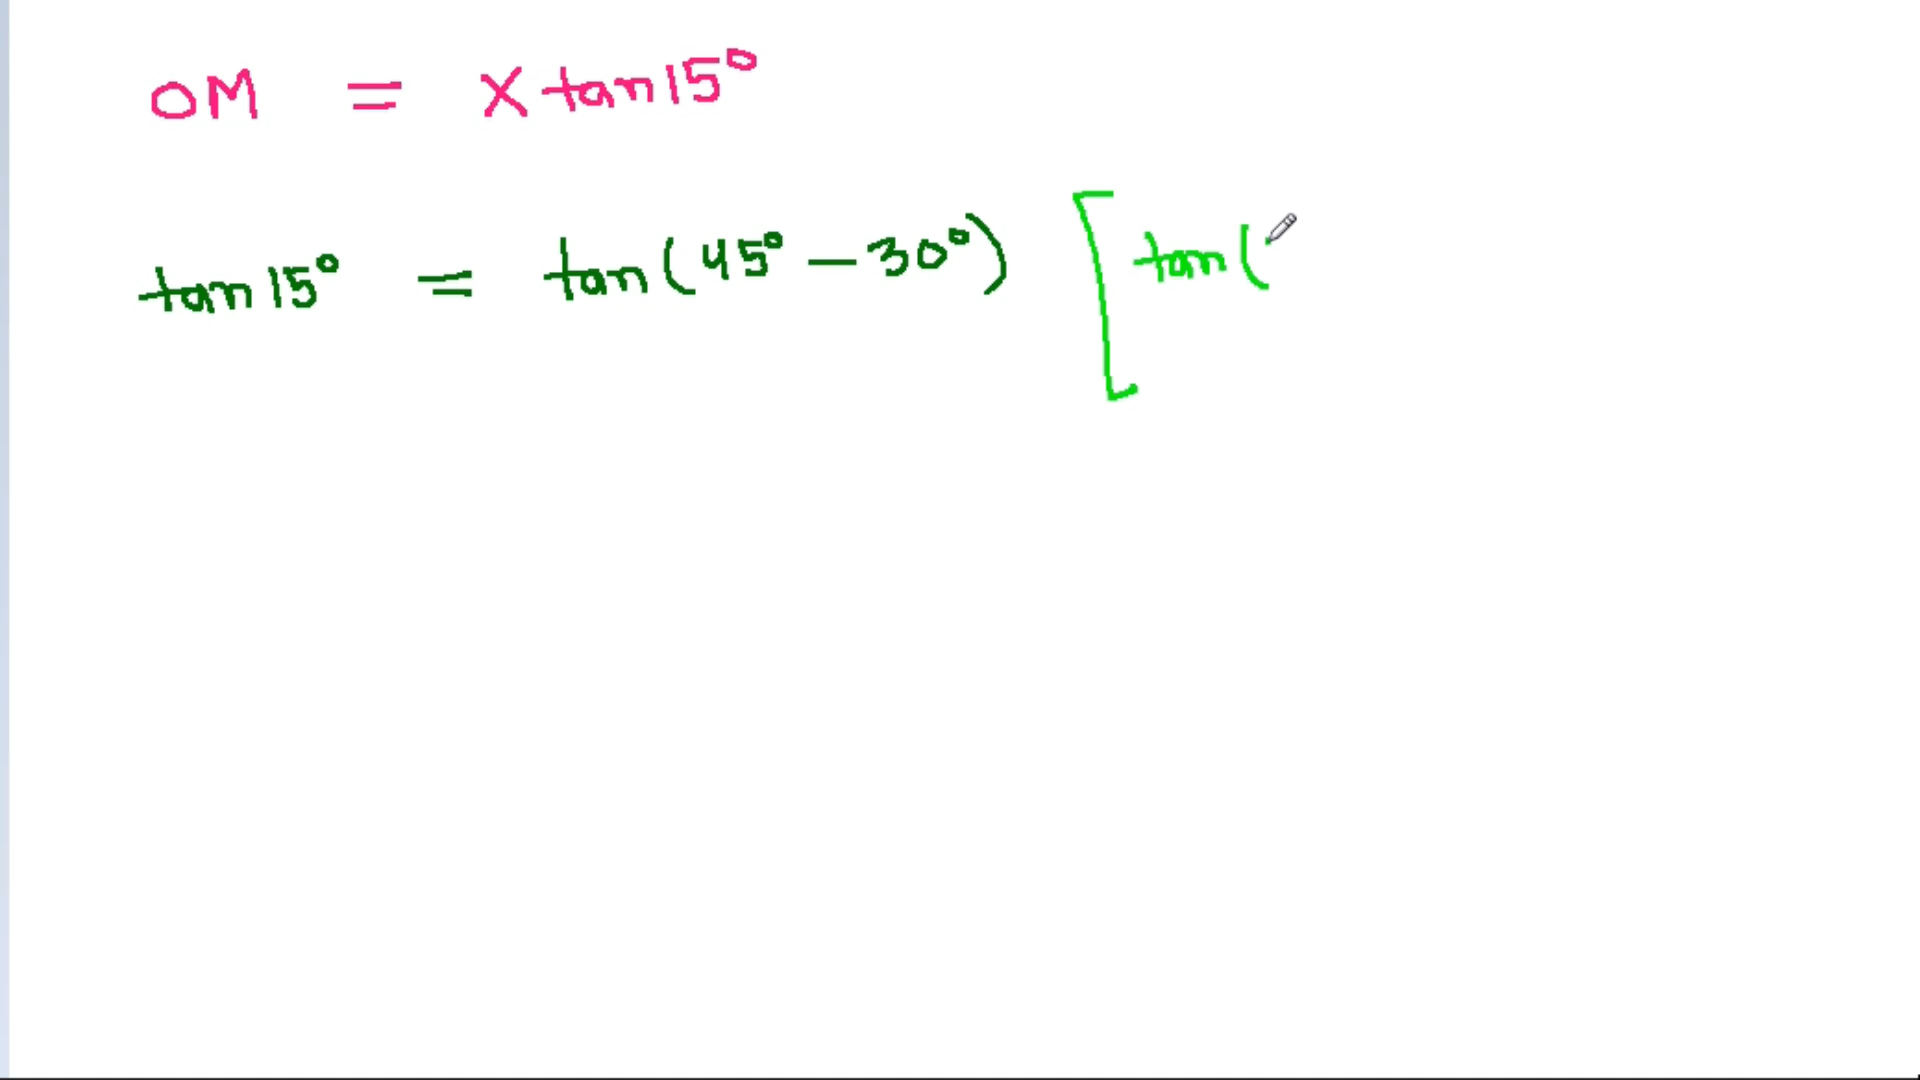 OM = x tan15°
tan15° = tan(45° – 30°) [tan(